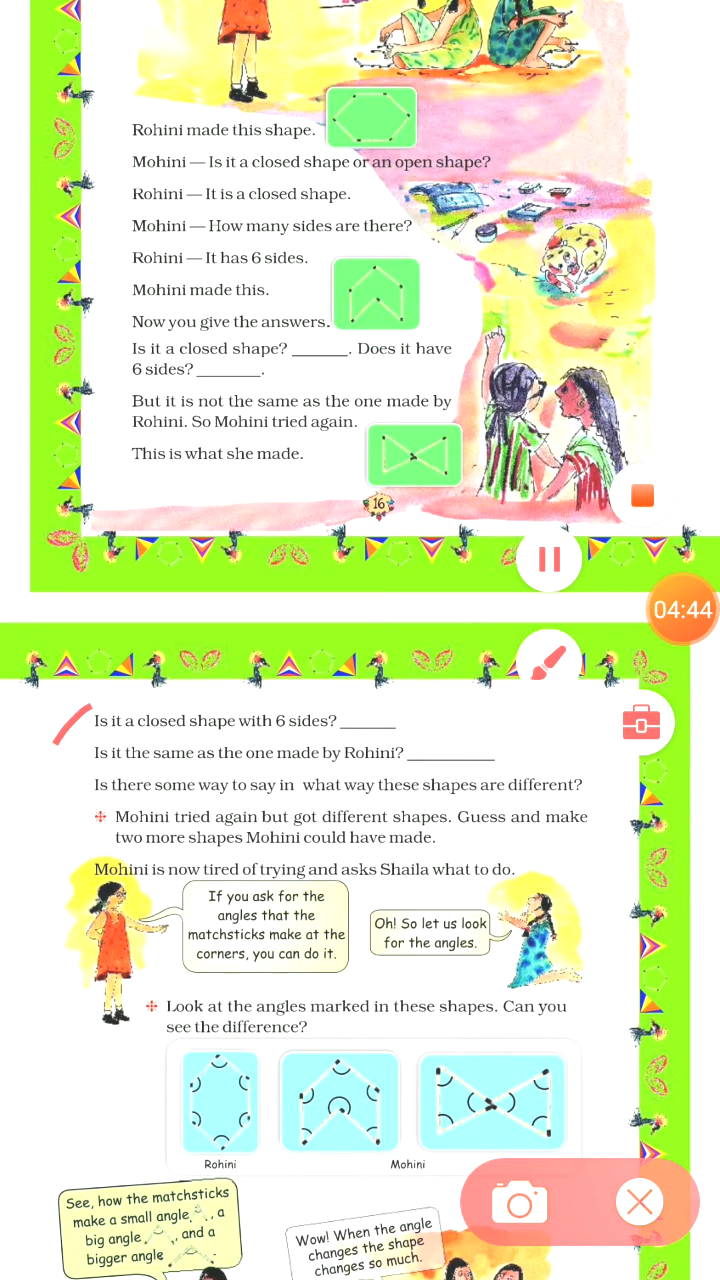 Rohini made this shape.
Mohini — Is it a closed shape or an open shape?
Rohini — It is a closed shape.
Mohini — How many sides are there?
Rohini — It has 6 sides.
Mohini made this.
Now you give the answers.
Is it a closed shape? _______. Does it have
6 sides? ________.
But it is not the same as the one made by
Rohini. So Mohini tried again.
This is what she made.
16
04:44
Is it a closed shape with 6 sides? _______
Is it the same as the one made by Rohini? ___________
Is there some way to say in what way these shapes are different?
Mohini tried again but got different shapes. Guess and make
two more shapes Mohini could have made.
Mohini is now tired of trying and asks Shaila what to do.
If you ask for the
angles that the
matchsticks make at the
corners, you can do it.
Oh! So let us look
for the angles.
Look at the angles marked in these shapes. Can you
see the difference?
Rohini
Mohini
See, how the matchsticks
make a small angle , a
big angle , and a
bigger angle
Wow! When the angle
changes the shape
changes so much.